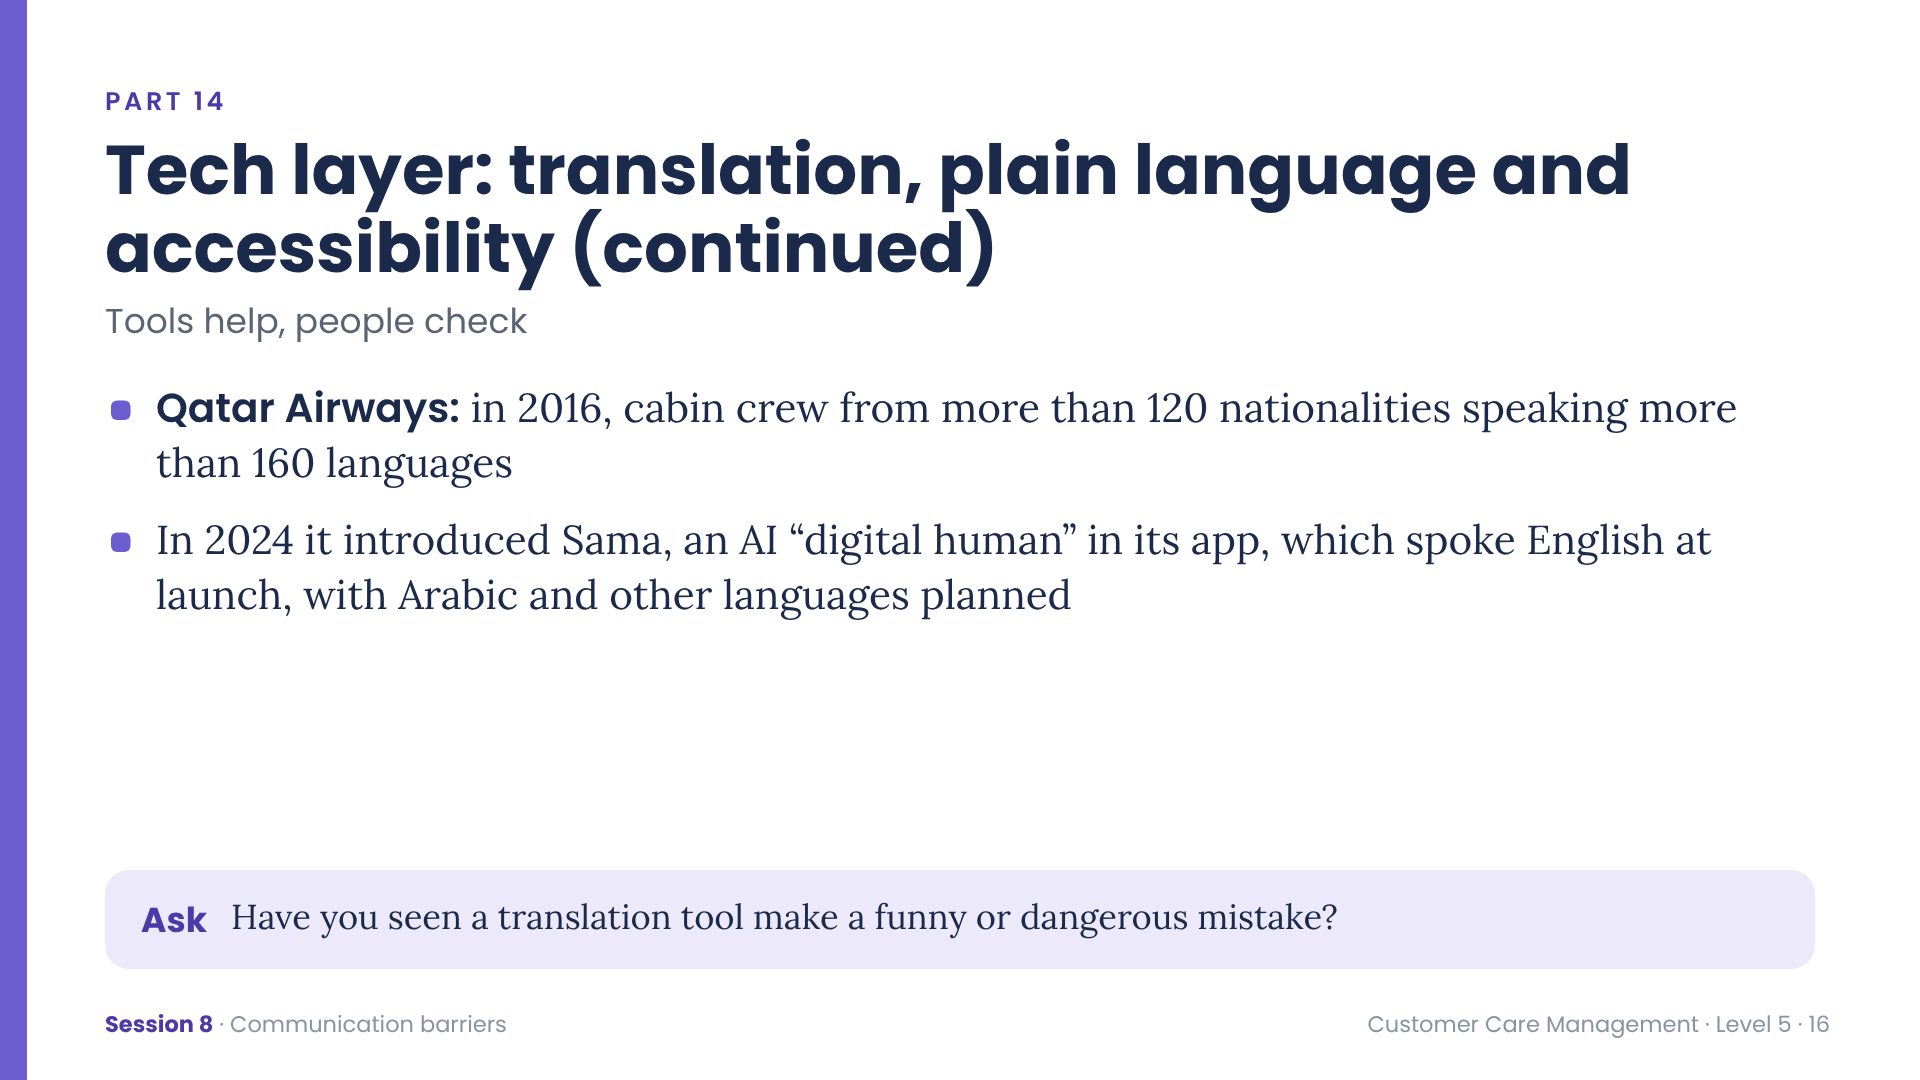 PART 14
Tech layer: translation, plain language and
accessibility (continued)
Tools help, people check
Qatar Airways: in 2016, cabin crew from more than 120 nationalities speaking more
than 160 languages
In 2024 it introduced Sama, an AI “digital human” in its app, which spoke English at
launch, with Arabic and other languages planned
Ask Have you seen a translation tool make a funny or dangerous mistake?
Session 8 · Communication barriers
Customer Care Management · Level 5 · 16